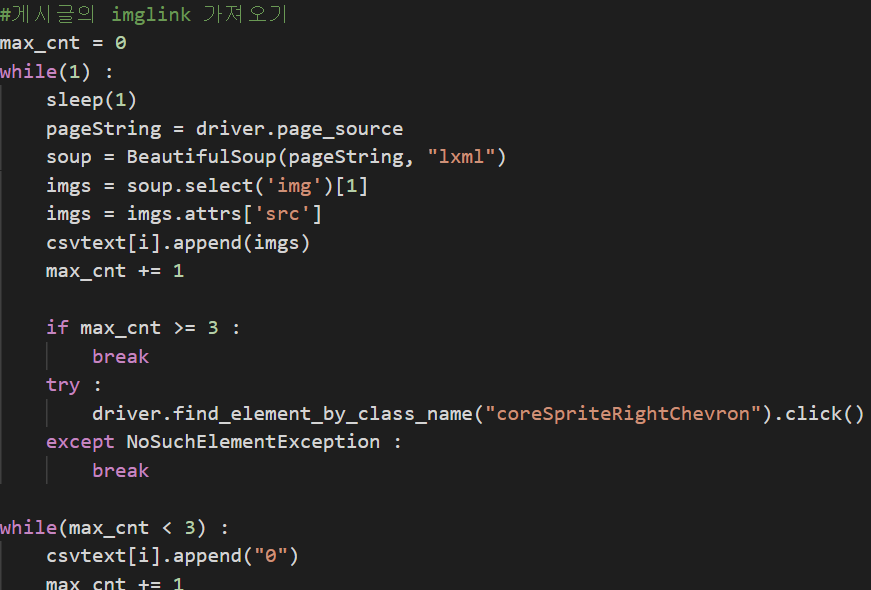 #게시글의 imglink 가져오기
max_cnt = 0
while(1) :
    sleep(1)
    pageString = driver.page_source
    soup = BeautifulSoup(pageString, "lxml")
    imgs = soup.select('img')[1]
    imgs = imgs.attrs['src']
    csvtext[i].append(imgs)
    max_cnt += 1

    if max_cnt >= 3 :
        break
    try :
        driver.find_element_by_class_name("coreSpriteRightChevron").click()
    except NoSuchElementException :
        break

while(max_cnt < 3) :
    csvtext[i].append("0")
    max_cnt += 1